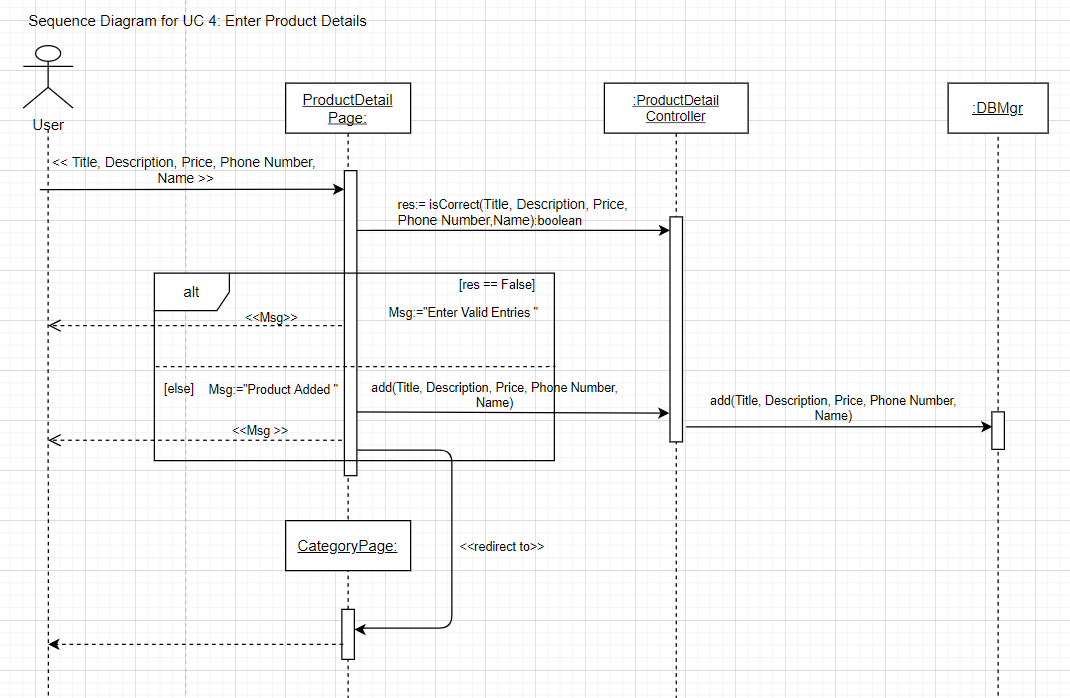 Sequence Diagram for UC 4: Enter Product Details
User
ProductDetail
Page:
:ProductDetail
Controller
:DBMgr
<< Title, Description, Price, Phone Number,
Name >>
res:= isCorrect(Title, Description, Price,
Phone Number,Name):boolean
alt
[res == False]
Msg:="Enter Valid Entries "
<<Msg>>
[else]
Msg:="Product Added "
add(Title, Description, Price, Phone Number,
Name)
add(Title, Description, Price, Phone Number,
Name)
<<Msg >>
CategoryPage:
<<redirect to>>